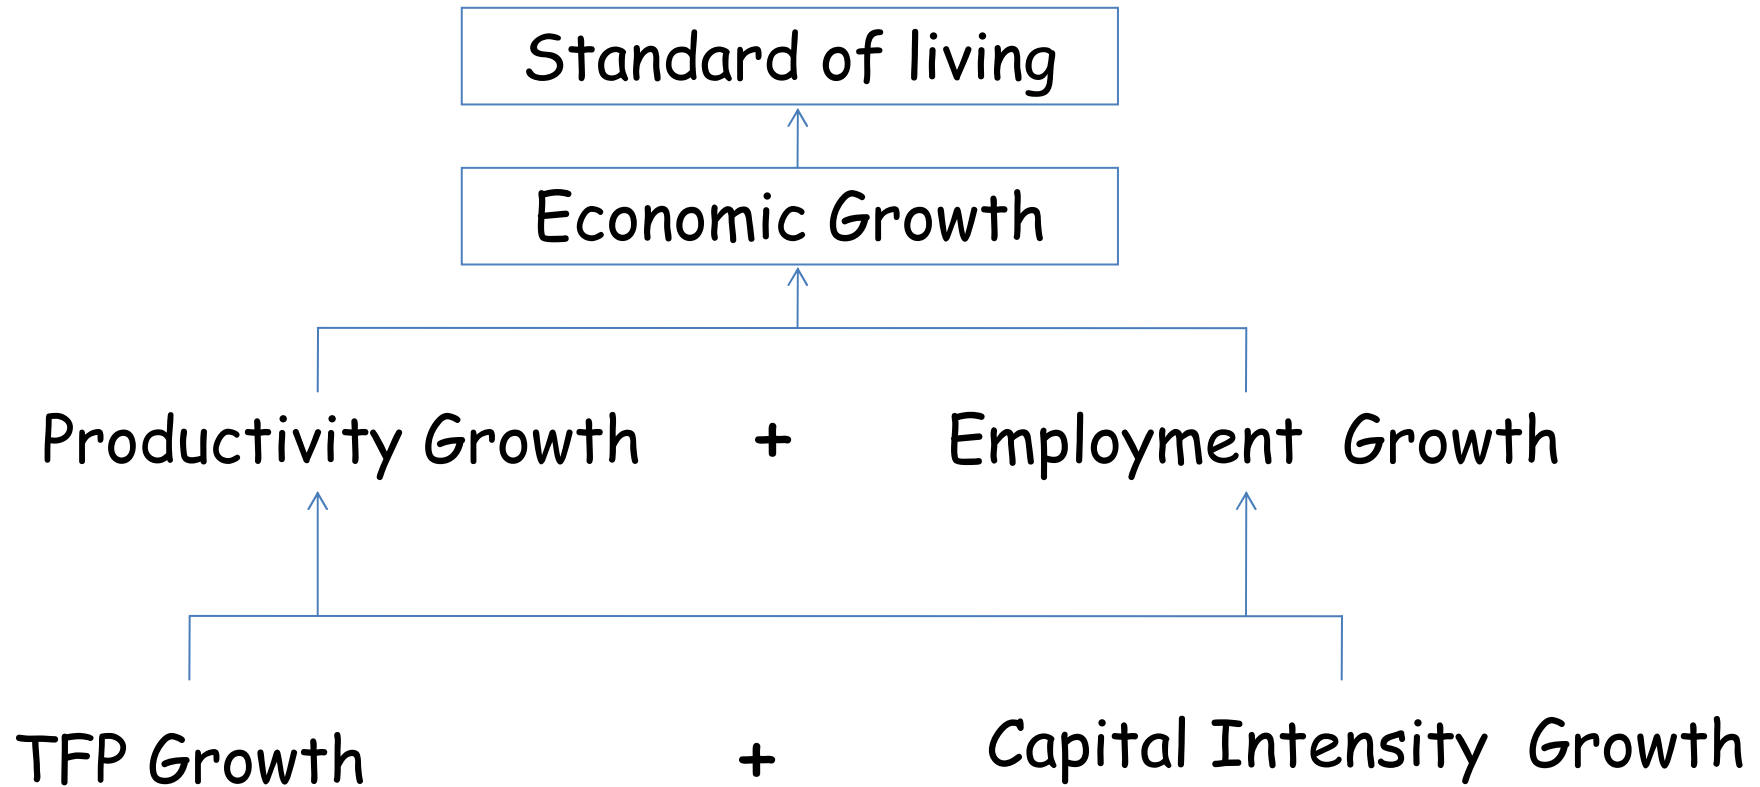 Standard of living
Economic Growth
Productivity Growth + Employment Growth
TFP Growth + Capital Intensity Growth